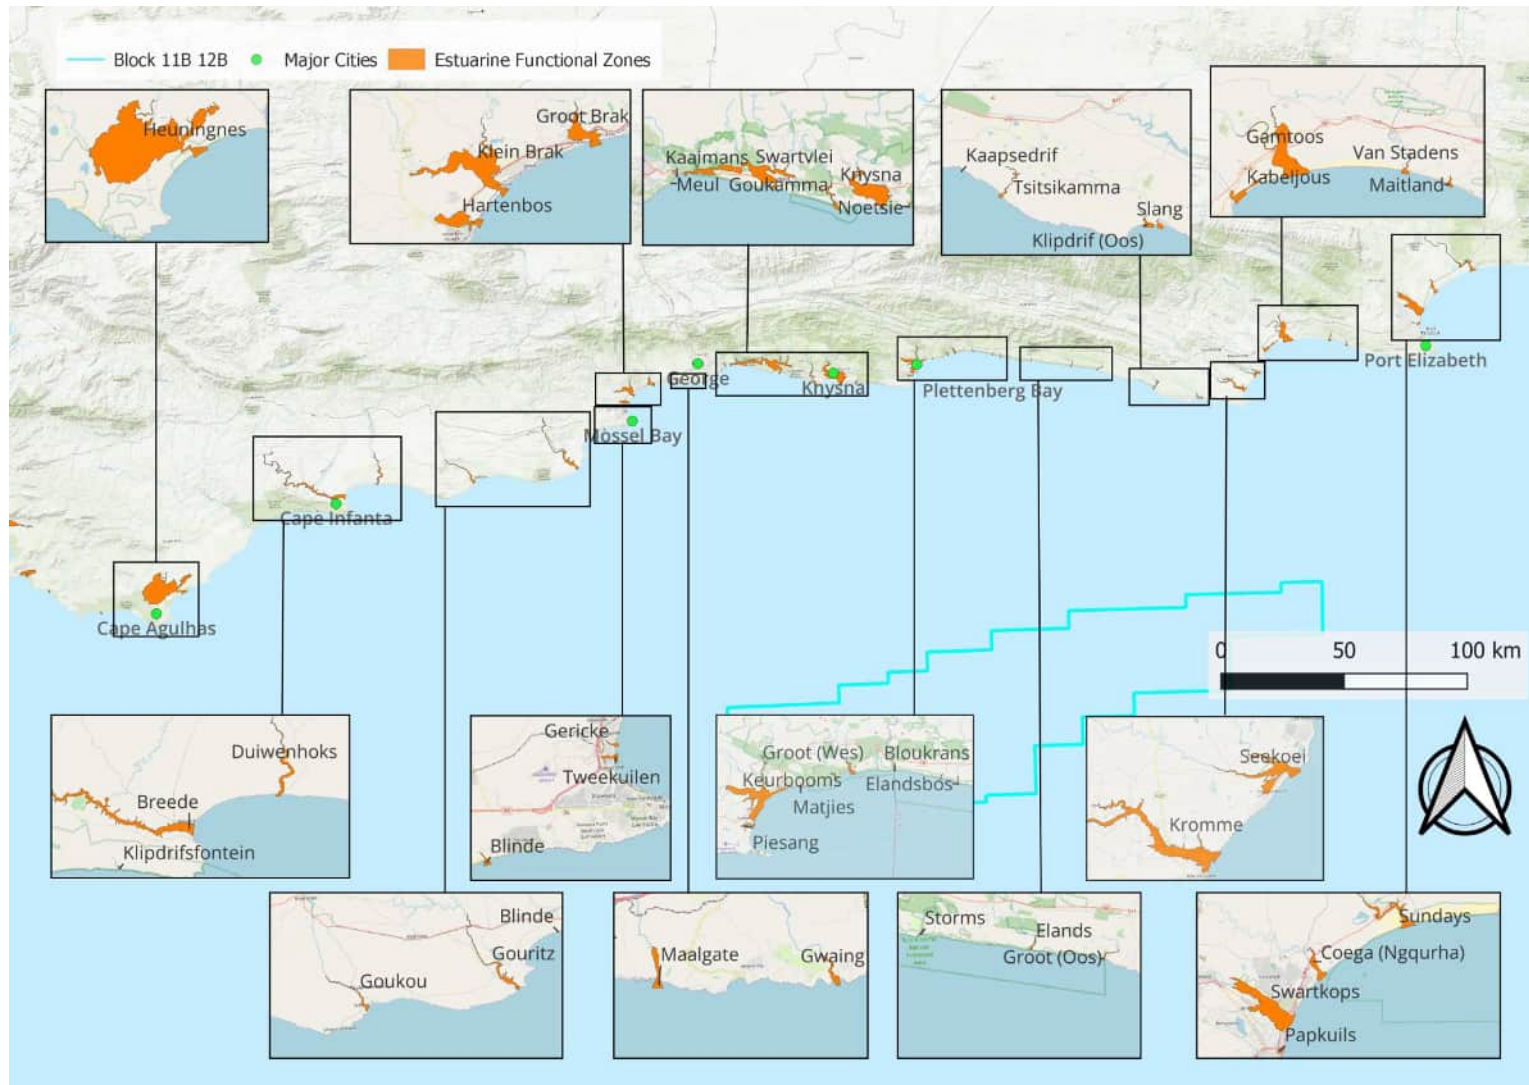 Block 11B 12B
Major Cities
Estuarine Functional Zones
Heuningnes
Groot Brak
Klein Brak
Hartenbos
Kaaimans
Swartvlei
Knysna
Meul
Goukamma
Noetsie
Kaapsedrif
Tsitsikamma
Slang
Klipdrif (Oos)
Gamtoos
Van Stadens
Kabeljous
Maitland
George
Knysna
Plettenberg Bay
Port Elizabeth
Mossel Bay
Cape Infanta
Cape Agulhas
0
50
100 km
Duiwenhoks
Breede
Klipdrifsfontein
Gericke
Tweekuilen
Blinde
Groot (Wes)
Bloukrans
Keurbooms
Elandsbos
Matjies
Piesang
Seekoei
Kromme
Blinde
Gouritz
Goukou
Maalgate
Gwaing
Storms
Elands
Groot (Oos)
Sundays
Coega (Ngqurha)
Swartkops
Papkuils